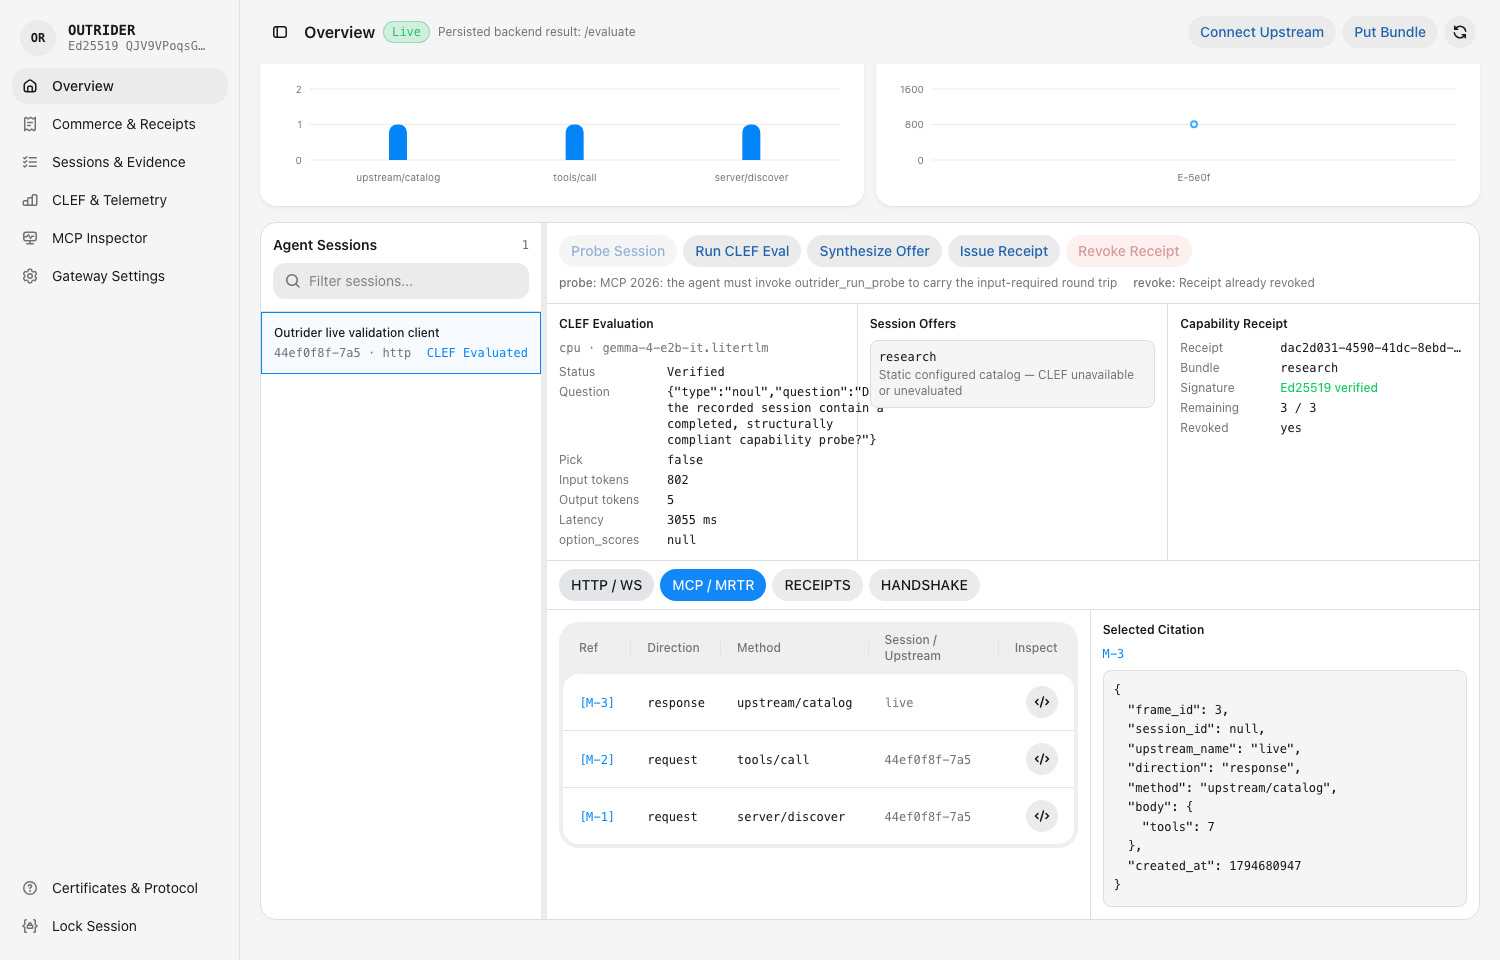 OR
OUTRIDER
Ed25519 QJV9VPoqsG…
Overview
Commerce & Receipts
Sessions & Evidence
CLEF & Telemetry
MCP Inspector
Gateway Settings
Certificates & Protocol
Lock Session
Overview Live Persisted backend result: /evaluate
Connect Upstream Put Bundle
2
1
0
upstream/catalog tools/call server/discover
1600
800
0
E-5e0f
Agent Sessions 1
Filter sessions...
Outrider live validation client
44ef0f8f-7a5 · http CLEF Evaluated
Probe Session Run CLEF Eval Synthesize Offer Issue Receipt Revoke Receipt
probe: MCP 2026: the agent must invoke outrider_run_probe to carry the input-required round trip revoke: Receipt already revoked
CLEF Evaluation
cpu · gemma-4-e2b-it.litertlm
Status Verified
Question {"type":"noul","question":"D
the recorded session contain a
completed, structurally
compliant capability probe?"}
Pick false
Input tokens 802
Output tokens 5
Latency 3055 ms
option_scores null
Session Offers
research
Static configured catalog — CLEF unavailable
or unevaluated
Capability Receipt
Receipt dac2d031-4590-41dc-8ebd-…
Bundle research
Signature Ed25519 verified
Remaining 3 / 3
Revoked yes
HTTP / WS MCP / MRTR RECEIPTS HANDSHAKE
Ref Direction Method Session / Upstream Inspect
[M-3] response upstream/catalog live
[M-2] request tools/call 44ef0f8f-7a5
[M-1] request server/discover 44ef0f8f-7a5
Selected Citation
M-3
{
"frame_id": 3,
"session_id": null,
"upstream_name": "live",
"direction": "response",
"method": "upstream/catalog",
"body": {
"tools": 7
},
"created_at": 1794680947
}